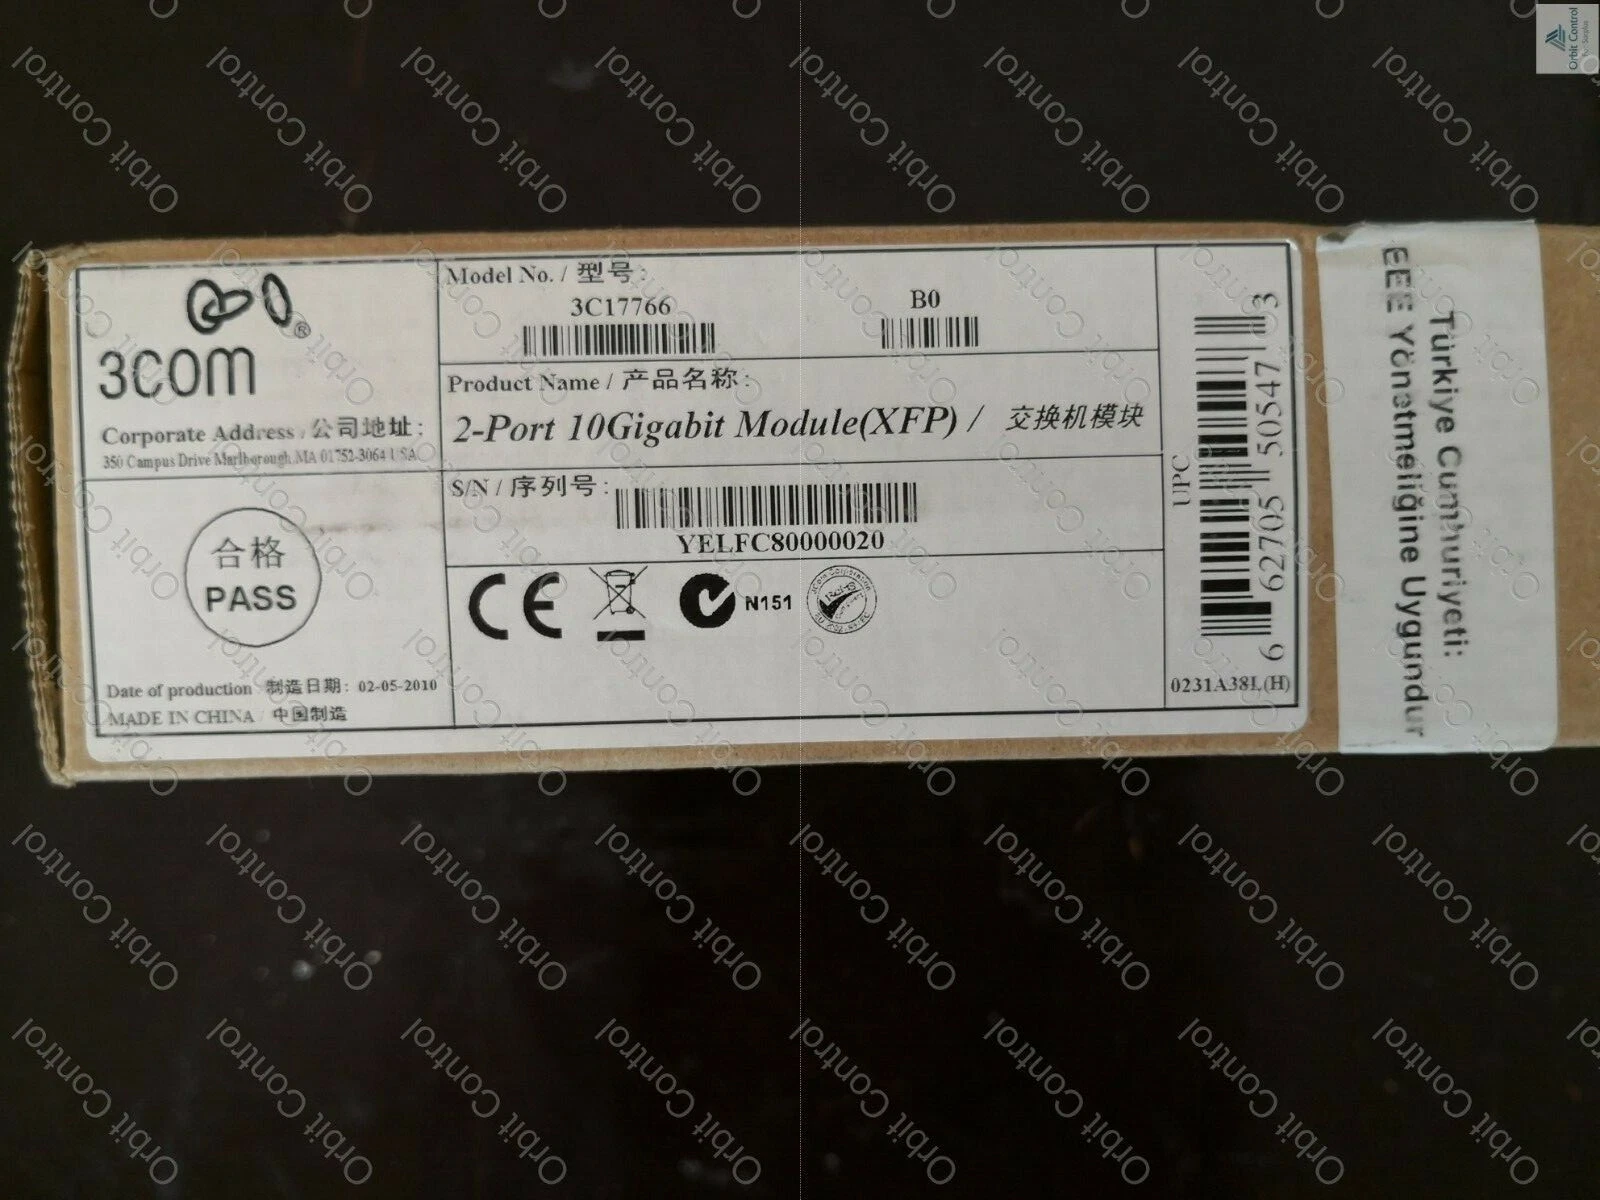 3COM
®
Corporate Address / 公司地址:
350 Campus Drive Marlborough, MA 01752-3064 USA
合格
PASS
Date of production / 制造日期: 02-05-2010
MADE IN CHINA / 中国制造
Model No. / 型号:
3C17766
B0
Product Name / 产品名称:
2-Port 10Gigabit Module(XFP) / 交换机模块
S/N / 序列号:
YELFC80000020
CE
N151
RoHS
UPC
6 62705 50547 3
0231A38L(H)
Türkiye Cumhuriyeti:
EEE Yönetmeliğine Uygundur
Orbit Control